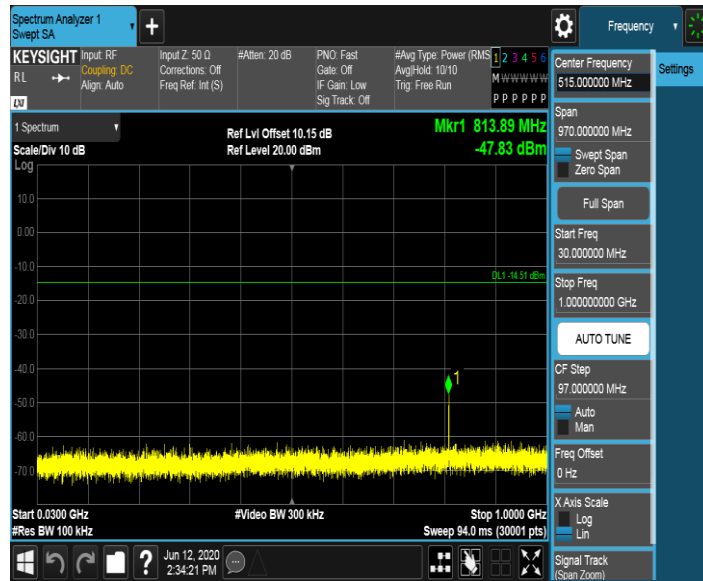 Spectrum Analyzer 1
Swept SA
+
Frequency
KEYSIGHT
RL
LXI
Input: RF
Coupling: DC
Align: Auto
Input Z: 50 Ω
Corrections: Off
Freq Ref: Int (S)
#Atten: 20 dB
PNO: Fast
Gate: Off
IF Gain: Low
Sig Track: Off
#Avg Type: Power (RMS
Avg|Hold: 10/10
Trig: Free Run
1 2 3 4 5 6
M W W W W W
P P P P P P
Center Frequency
515.000000 MHz
Settings
Span
970.000000 MHz
Swept Span
Zero Span
Full Span
Start Freq
30.000000 MHz
Stop Freq
1.000000000 GHz
AUTO TUNE
CF Step
97.000000 MHz
Auto
Man
Freq Offset
0 Hz
X Axis Scale
Log
Lin
Signal Track
(Span Zoom)
1 Spectrum
Scale/Div 10 dB
Log
Ref Lvl Offset 10.15 dB
Ref Level 20.00 dBm
Mkr1 813.89 MHz
-47.83 dBm
10.0
0.00
-10.0
DL1 -14.51 dBm
-20.0
-30.0
-40.0
1
-50.0
-60.0
-70.0
Start 0.0300 GHz
#Res BW 100 kHz
#Video BW 300 kHz
Stop 1.0000 GHz
Sweep 94.0 ms (30001 pts)
?
Jun 12, 2020
2:34:21 PM